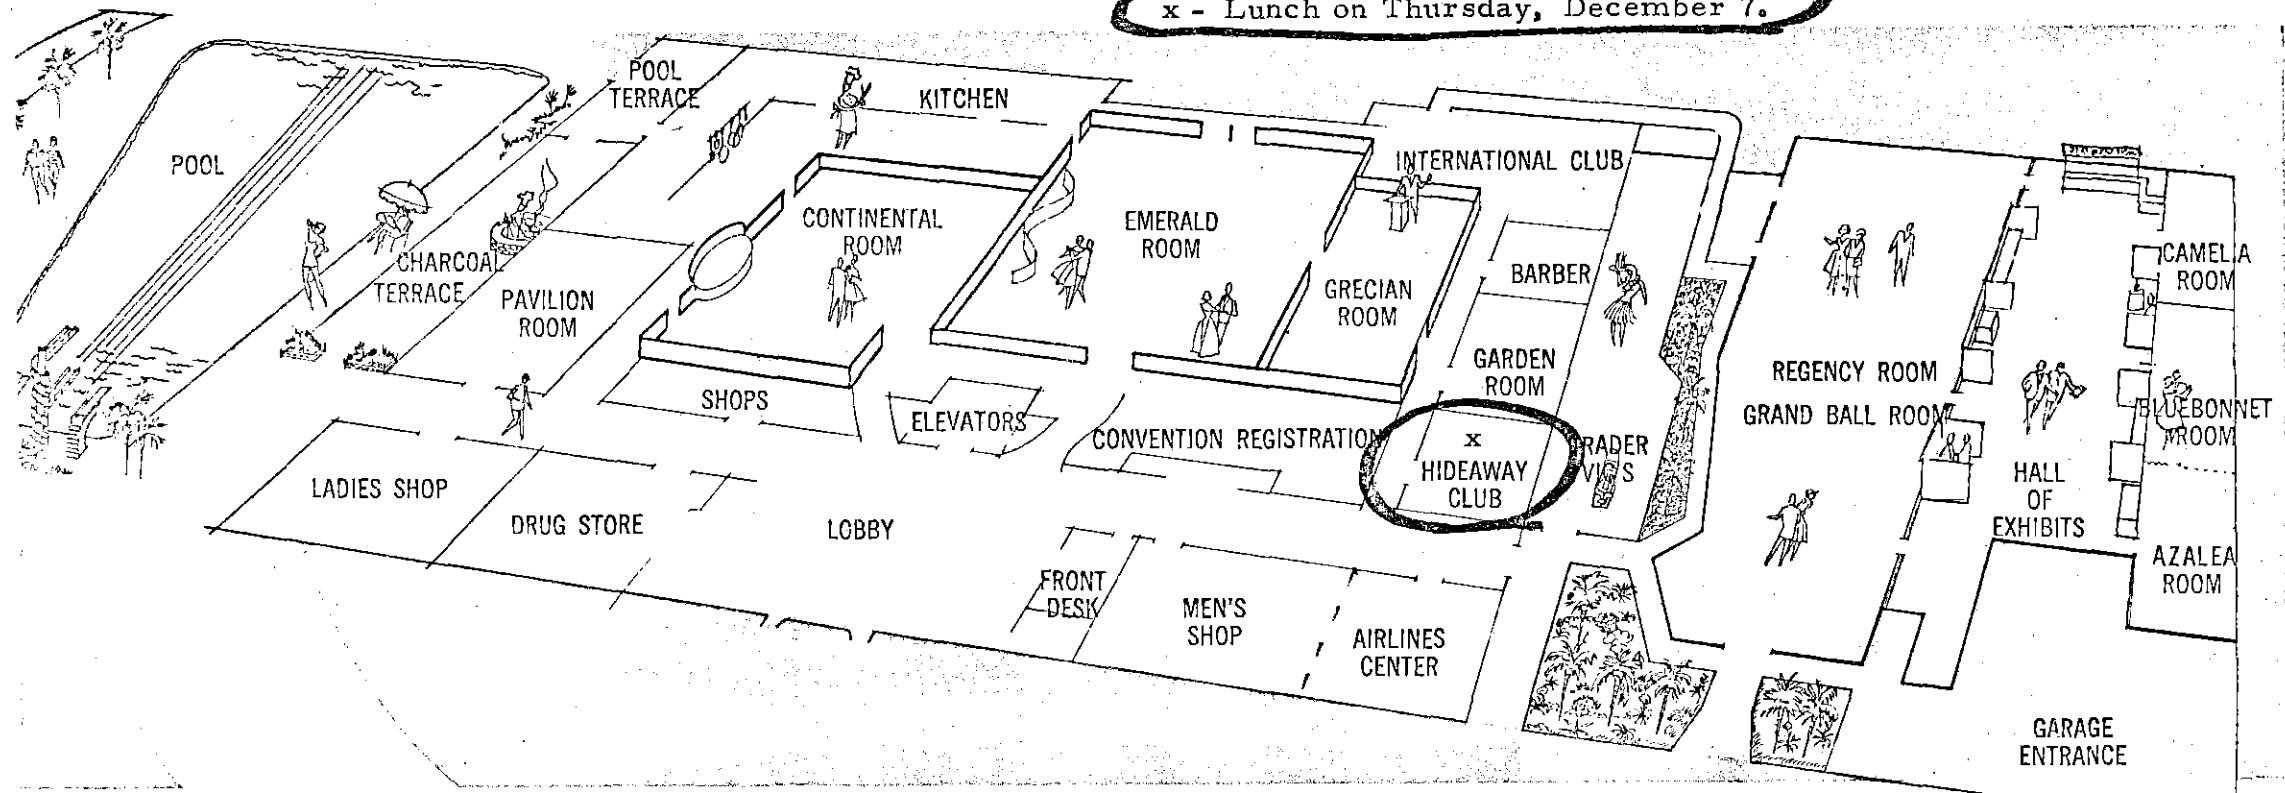 x - Lunch on Thursday, December 7.
POOL
TERRACE
KITCHEN
POOL
INTERNATIONAL CLUB
CONTINENTAL
ROOM
EMERALD
ROOM
CHARCOAL
TERRACE
PAVILION
ROOM
GRECIAN
ROOM
BARBER
CAMELIA
ROOM
GARDEN
ROOM
REGENCY ROOM
GRAND BALL ROOM
SHOPS
ELEVATORS
CONVENTION REGISTRATION
x
HIDEAWAY
CLUB
BLUEBONNET
ROOM
LADIES SHOP
DRUG STORE
LOBBY
HALL
OF
EXHIBITS
AZALEA
ROOM
FRONT
DESK
MEN'S
SHOP
AIRLINES
CENTER
GARAGE
ENTRANCE